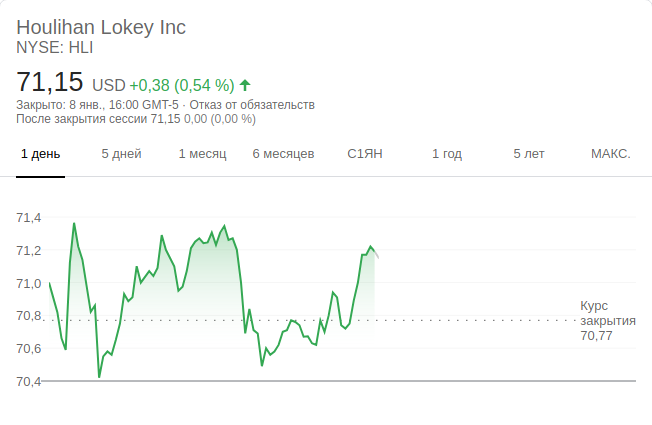 Houlihan Lokey Inc
NYSE: HLI
71,15 USD +0,38 (0,54 %)
Закрыто: 8 янв., 16:00 GMT-5 · Отказ от обязательств
После закрытия сессии 71,15 0,00 (0,00 %)
1 день 5 дней 1 месяц 6 месяцев С1ЯН 1 год 5 лет МАКС.
71,4
71,2
71,0
70,8
70,6
70,4
Курс
закрытия
70,77